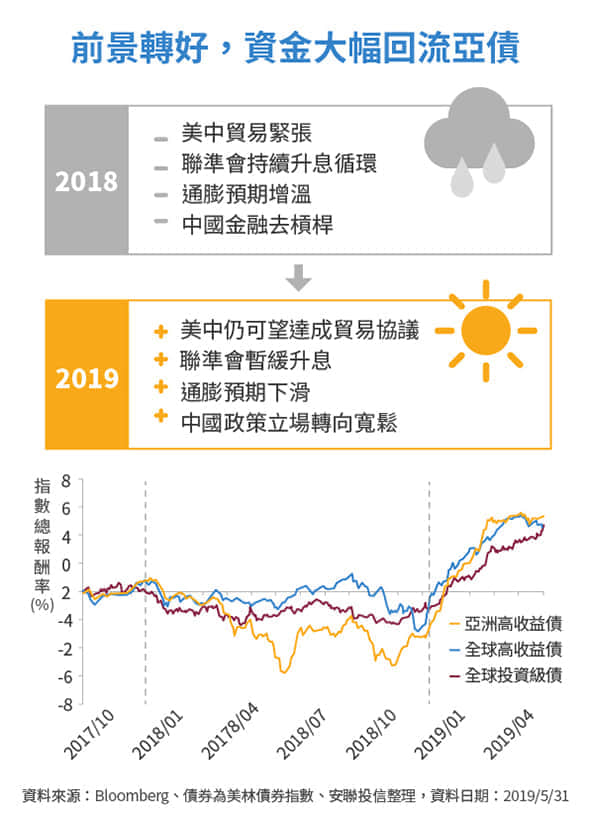 前景轉好，資金大幅回流亞債
2018
美中貿易緊張
聯準會持續升息循環
通膨預期增溫
中國金融去槓桿
2019
美中仍可望達成貿易協議
聯準會暫緩升息
通膨預期下滑
中國政策立場轉向寬鬆
指數總報酬率(%)
8
6
4
0
2
-4
-2
-6
-8
亞洲高收益債
全球高收益債
全球投資級債
2017/10
2018/01
20178/04
2018/07
2018/10
2019/01
2019/04
資料來源：Bloomberg、債券為美林債券指數、安聯投信整理，資料日期：2019/5/31